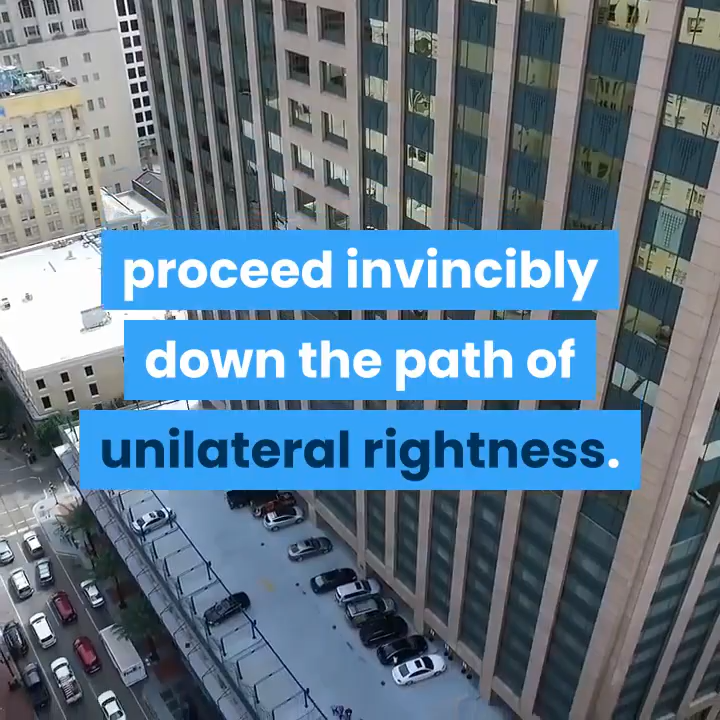 proceed invincibly
down the path of
unilateral rightness.